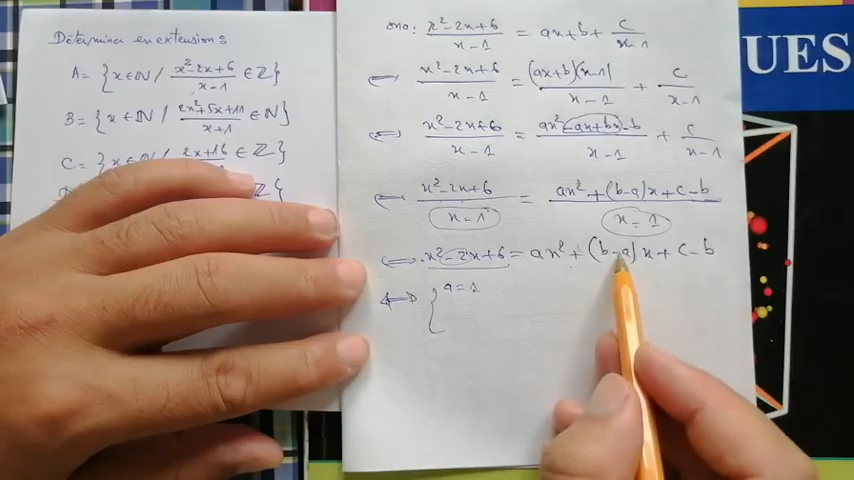 Déterminer en extensions
A = {x ∈ ℕ / x²-2x+6 / x-1 ∈ ℤ}
B = {x ∈ ℕ / 2x²+5x+11 / x+1 ∈ ℕ}
C = {x ∈ ℕ / 2x+16 ∈ ℤ}
ℤ}
ona: x²-2x+6 / x-1 = ax+b + c / x-1
⟺ x²-2x+6 / x-1 = (ax+b)(x-1) / x-1 + c / x-1
⟺ x²-2x+6 / x-1 = ax²-ax+bx-b / x-1 + c / x-1
⟺ x²-2x+6 / x-1 = ax²+(b-a)x+c-b / x-1
⟺ x²-2x+6 = ax²+(b-a)x+c-b
⟺ { a=1
UES